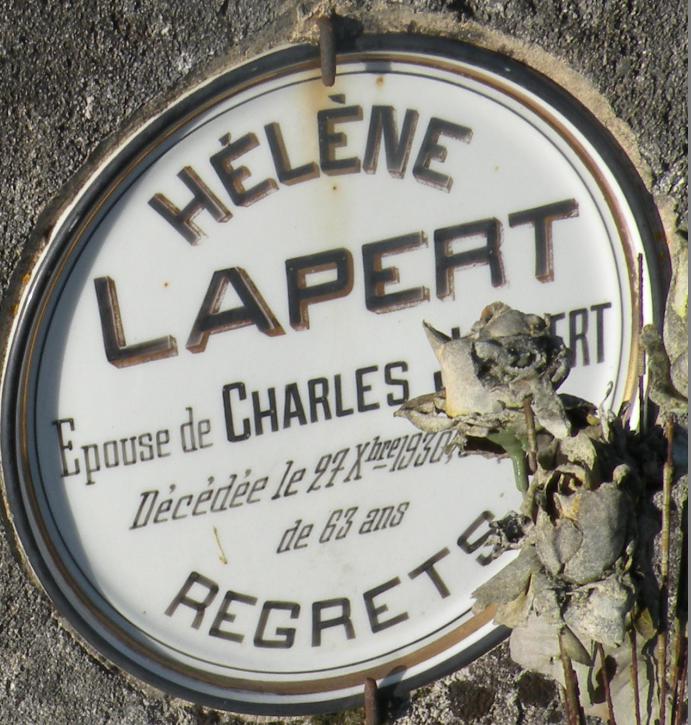 HÉLÈNE
LAPERT
Epouse de CHARLES
Décédée le 27 Xbre 1930,
de 63 ans
REGRETS